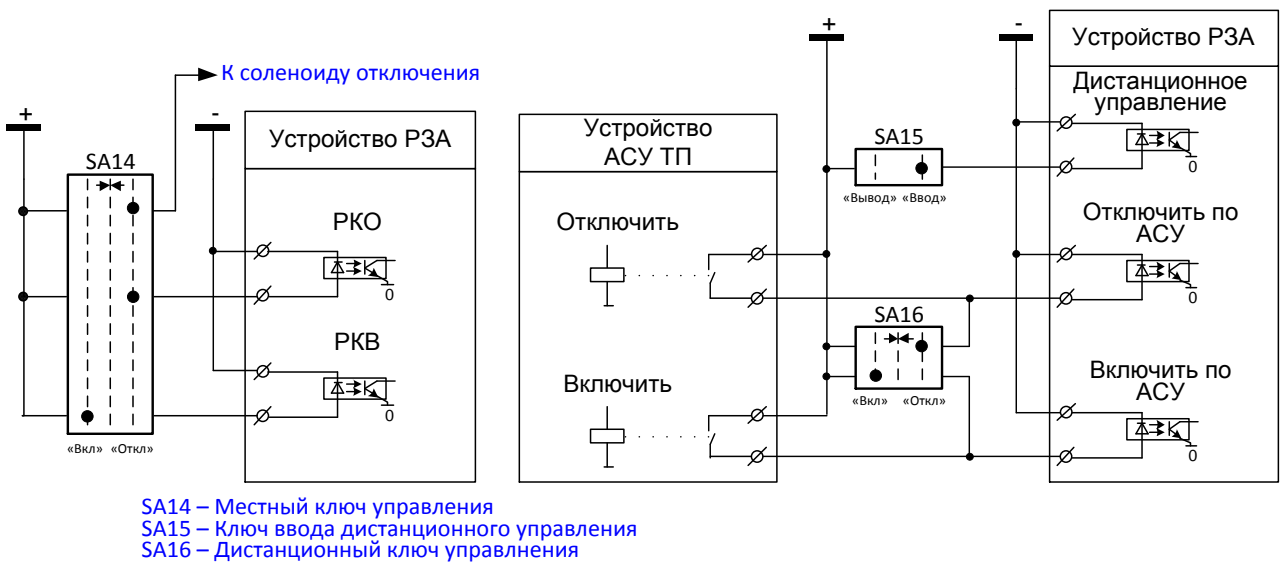 К соленоиду отключения
+
-
SA14
«Вкл» «Откл»
Устройство РЗА
РКО
0
РКВ
0
Устройство
АСУ ТП
Отключить
Включить
+
-
SA15
«Вывод» «Ввод»
SA16
«Вкл» «Откл»
Устройство РЗА
Дистанционное
управление
0
Отключить по
АСУ
0
Включить по
АСУ
0
SA14 – Местный ключ управления
SA15 – Ключ ввода дистанционного управления
SA16 – Дистанционный ключ управлнения